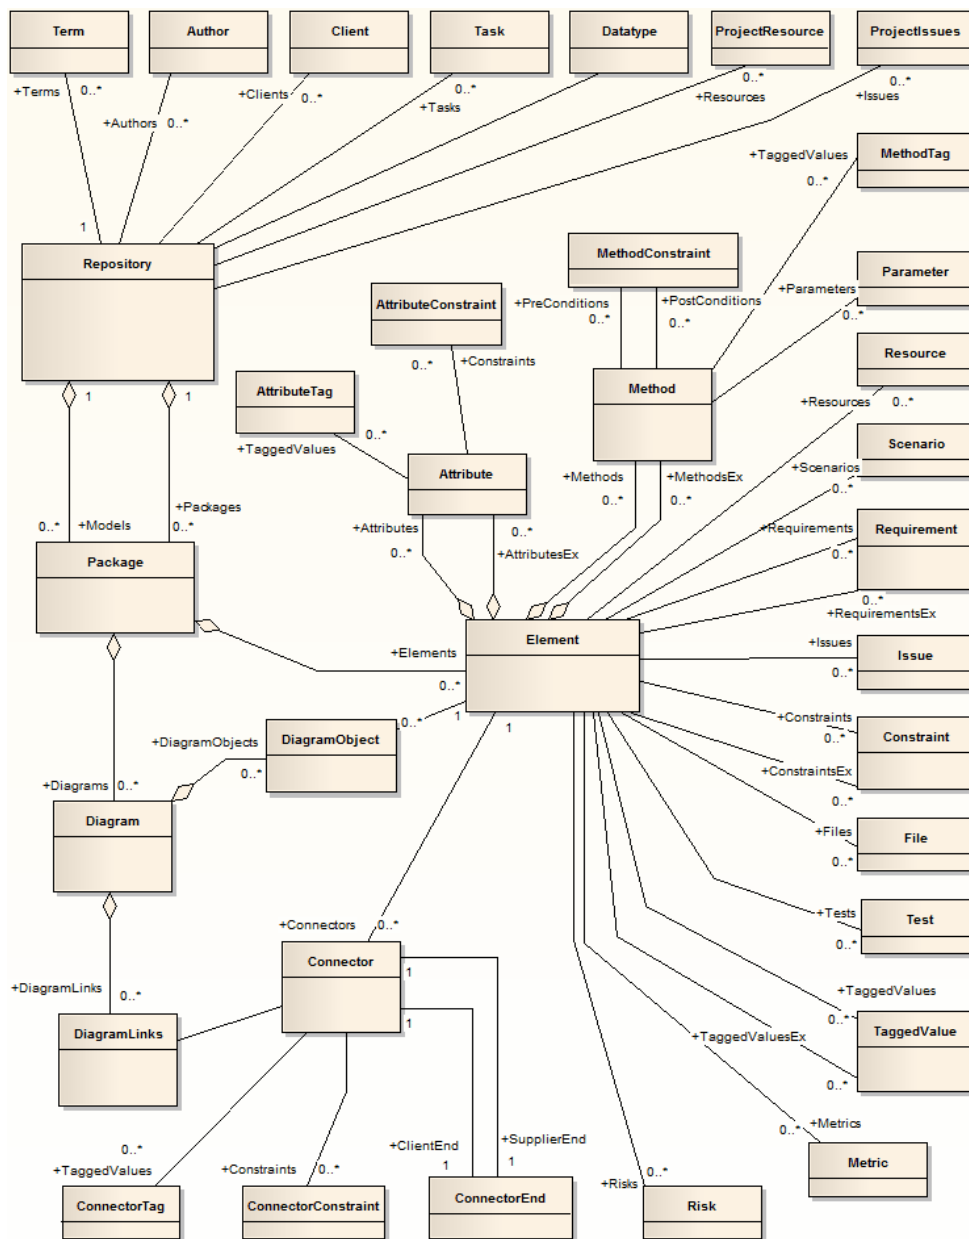 Term
Author
Client
Task
Datatype
ProjectResource
ProjectIssues
+Terms
0..*
+Authors
0..*
+Clients
0..*
0..*
+Tasks
0..*
+Resources
0..*
+Issues
+TaggedValues
0..*
MethodTag
1
Repository
MethodConstraint
+PreConditions
0..*
+PostConditions
0..*
+Parameters
0..*
Parameter
AttributeConstraint
0..*
+Constraints
Resource
+Resources
0..*
1
1
AttributeTag
0..*
+TaggedValues
Method
Scenario
+Scenarios
0..*
Attribute
+Methods
0..*
+MethodsEx
0..*
+Packages
0..*
0..*
+Models
+Attributes
0..*
0..*
+AttributesEx
+Requirements
0..*
Requirement
Package
0..*
+RequirementsEx
+Elements
0..*
Element
+Issues
0..*
Issue
1
1
0..*
+DiagramObjects
0..*
DiagramObject
+Constraints
0..*
Constraint
+ConstraintsEx
0..*
+Diagrams
0..*
Diagram
+Files
0..*
File
+Connectors
0..*
+Tests
0..*
Test
Connector
1
1
+DiagramLinks
0..*
DiagramLinks
+TaggedValues
0..*
TaggedValue
+TaggedValuesEx
0..*
0..*
+TaggedValues
+Constraints
0..*
+ClientEnd
1
+SupplierEnd
1
0..*
+Risks
+Metrics
0..*
Metric
ConnectorTag
ConnectorConstraint
ConnectorEnd
Risk